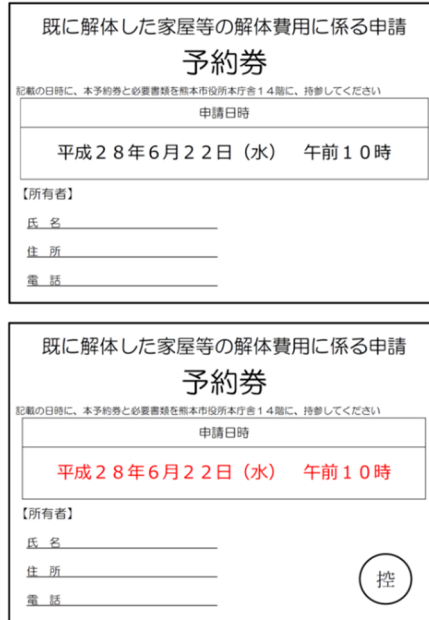 既に解体した家屋等の解体費用に係る申請
予約券
記載の日時に、本予約券と必要書類を熊本市役所本庁舎14階に、持参してください
申請日時
平成28年6月22日（水）　午前10時
【所有者】
氏　名
住　所
電　話
既に解体した家屋等の解体費用に係る申請
予約券
記載の日時に、本予約券と必要書類を熊本市役所本庁舎14階に、持参してください
申請日時
平成28年6月22日（水）　午前10時
【所有者】
氏　名
住　所
電　話
控